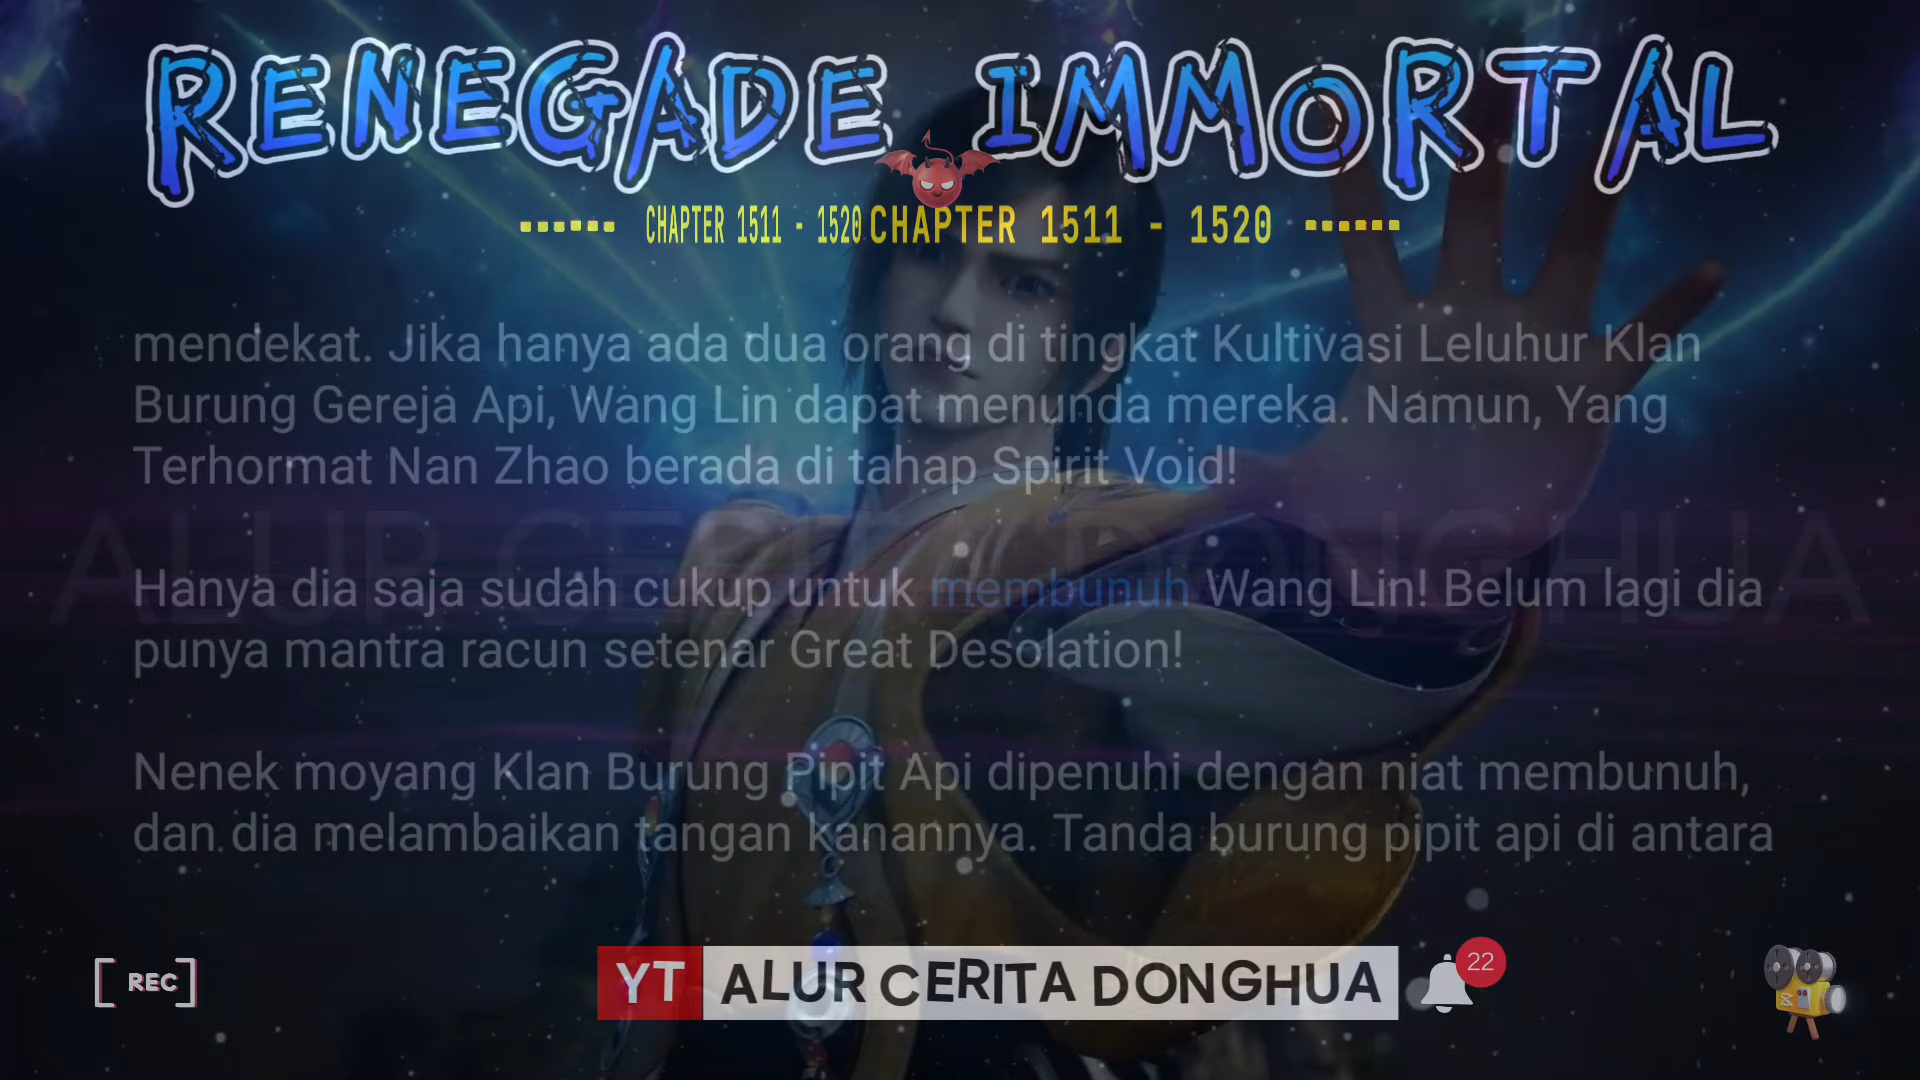 RENEGADE IMMORTAL
CHAPTER 1511 - 1520 CHAPTER 1511 - 1520
mendekat. Jika hanya ada dua orang di tingkat Kultivasi Leluhur Klan
Burung Gereja Api, Wang Lin dapat menunda mereka. Namun, Yang
Terhormat Nan Zhao berada di tahap Spirit Void!
ALUR CERITA DONGHUA
Hanya dia saja sudah cukup untuk membunuh Wang Lin! Belum lagi dia
punya mantra racun setenar Great Desolation!
Nenek moyang Klan Burung Pipit Api dipenuhi dengan niat membunuh,
dan dia melambaikan tangan kanannya. Tanda burung pipit api di antara
REC
YT ALUR CERITA DONGHUA
22